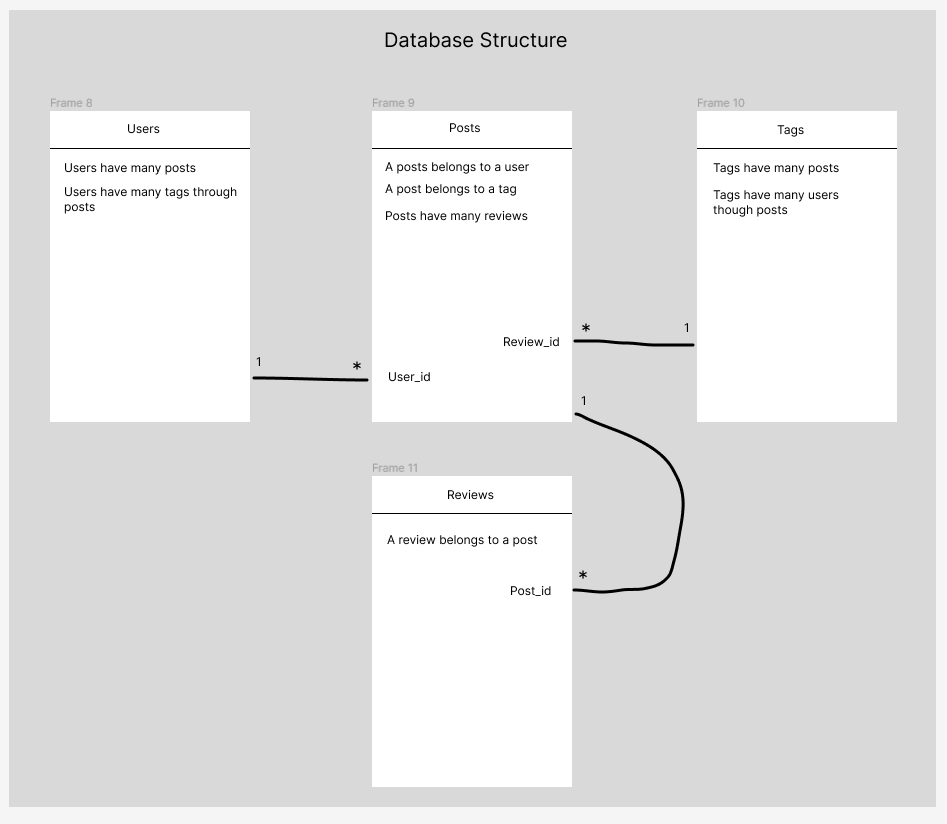 Database Structure
Frame 8
Users
Users have many posts
Users have many tags through
posts
Frame 9
Posts
A posts belongs to a user
A post belongs to a tag
Posts have many reviews
Review_id
User_id
Frame 10
Tags
Tags have many posts
Tags have many users
though posts
1
*
*
1
1
Frame 11
Reviews
A review belongs to a post
Post_id
*